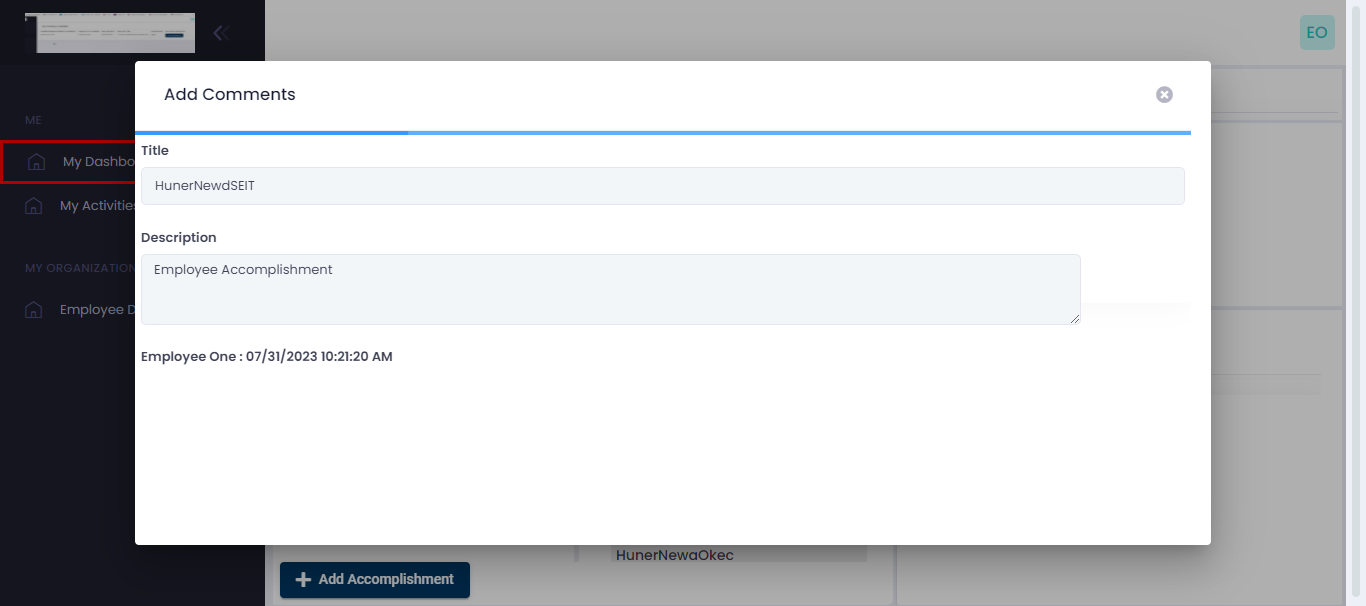 EO
Add Comments
ME
Title
My Dashbo
HunerNewdSEIT
My Activities
Description
MY ORGANIZATION
Employee Accomplishment
Employee D
Employee One : 07/31/2023 10:21:20 AM
HunerNewqOkec
Add Accomplishment